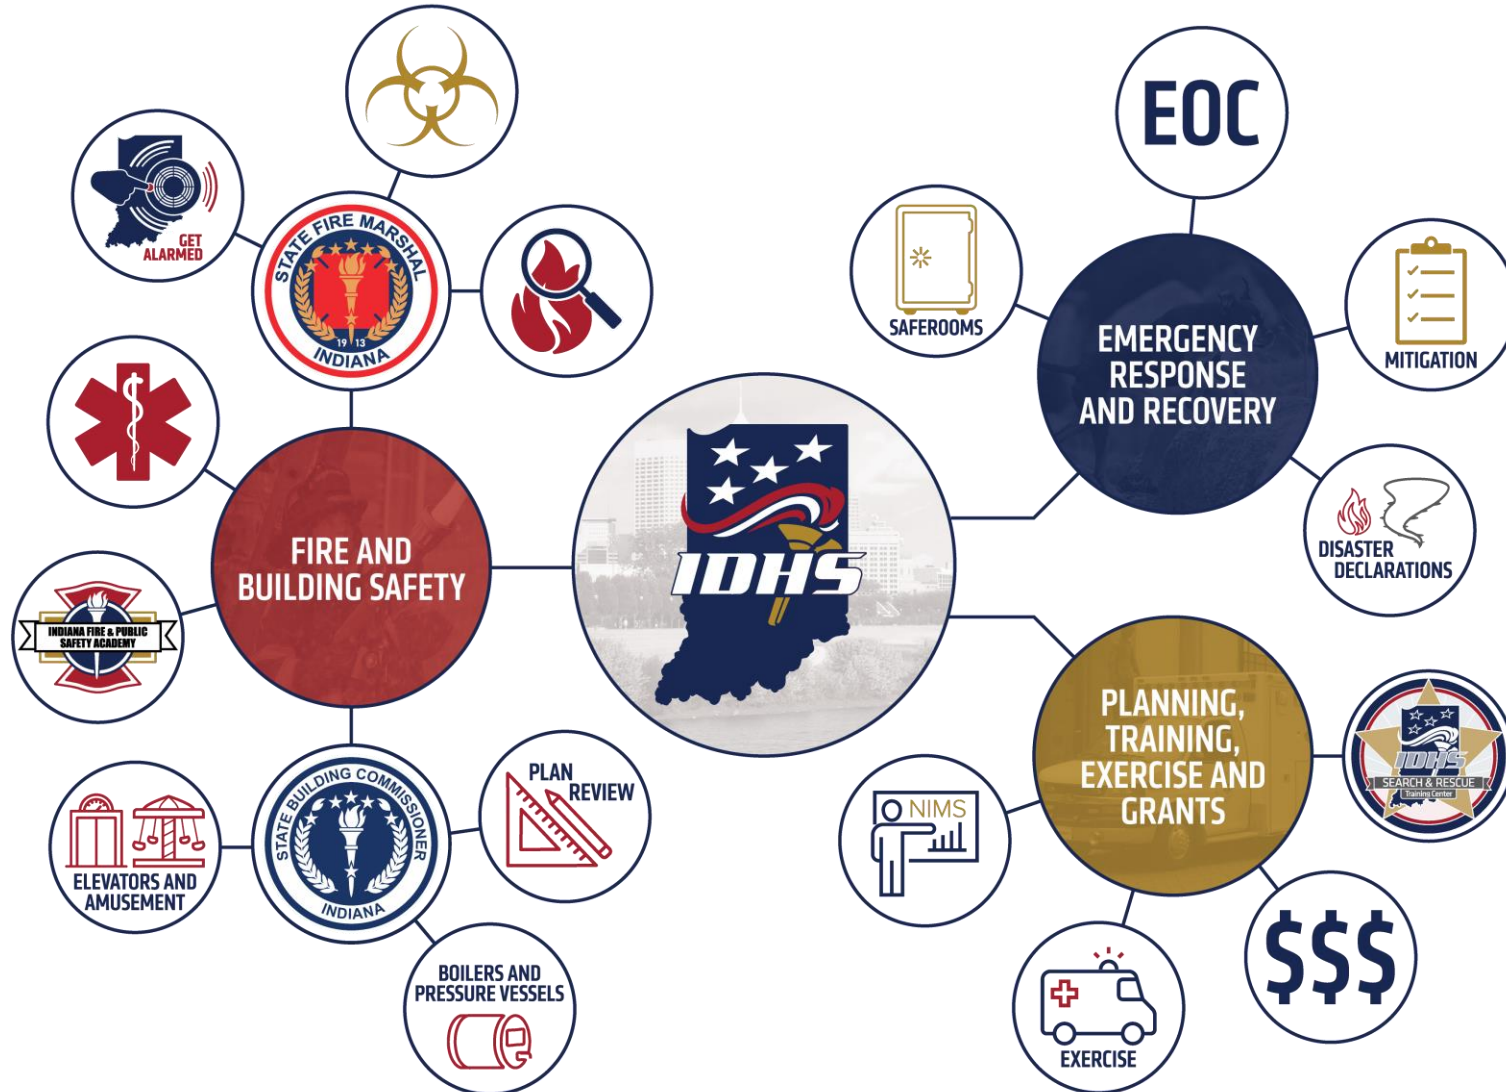 GET
ALARMED
STATE FIRE MARSHAL
19 13
INDIANA
FIRE AND
BUILDING SAFETY
INDIANA FIRE & PUBLIC
SAFETY ACADEMY
STATE BUILDING COMMISSIONER
INDIANA
ELEVATORS AND
AMUSEMENT
PLAN
REVIEW
BOILERS AND
PRESSURE VESSELS
IDHS
EOC
SAFEROOMS
EMERGENCY
RESPONSE
AND RECOVERY
MITIGATION
DISASTER
DECLARATIONS
PLANNING,
TRAINING,
EXERCISE AND
GRANTS
IDHS
SEARCH & RESCUE
Training Center
NIMS
EXERCISE
$$$